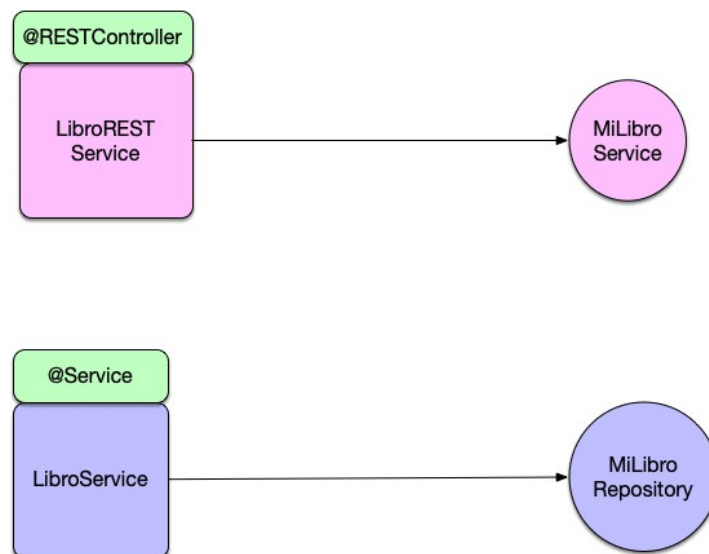 @RESTController
LibroREST
Service
MiLibro
Service
@Service
LibroService
MiLibro
Repository